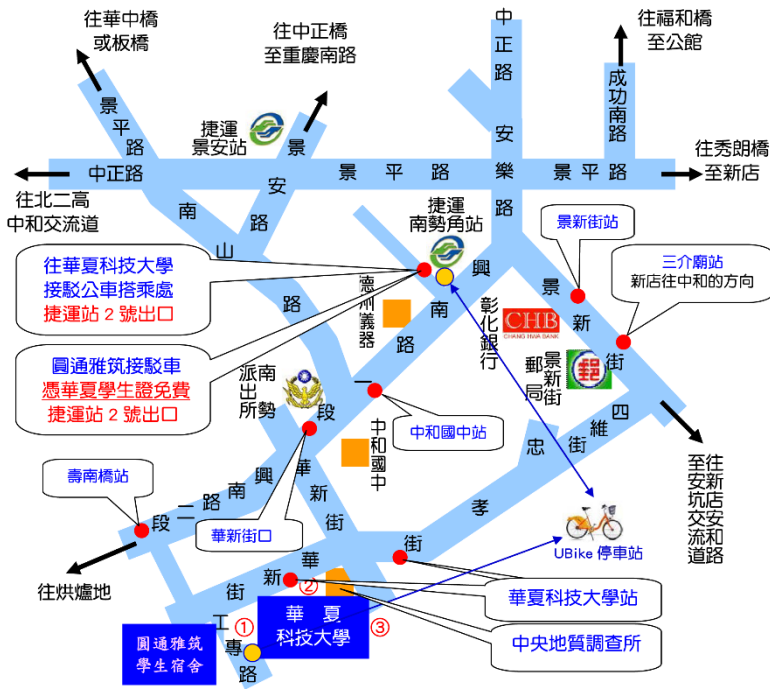 往華中橋
或板橋
往中正橋
至重慶南路
中正路
往福和橋
至公館
成功南路
景平路
捷運
景安站
景安路
安樂路
中正路
景平路
景平路
往秀朗橋
至新店
往北二高
中和交流道
南山路
捷運
南勢角站
景新街站
三介廟站
新店往中和的方向
往華夏科技大學
接駁公車搭乘處
捷運站 2 號出口
德州義器
興南路一段
彰化銀行
CHB
CHANG HWA BANK
景新街
景新街
郵局
郵
圓通雅筑接駁車
憑華夏學生證免費
捷運站 2 號出口
南勢
派出所
中和國中站
中和國中
四維街
忠孝街
往新店安和路
至安坑交流道
壽南橋站
興南路二段
華新街口
華新街
UBike 停車站
往烘爐地
華新街
②
華夏科技大學站
①
華夏
科技大學
③
中央地質調查所
圓通雅筑
學生宿舍
工專路